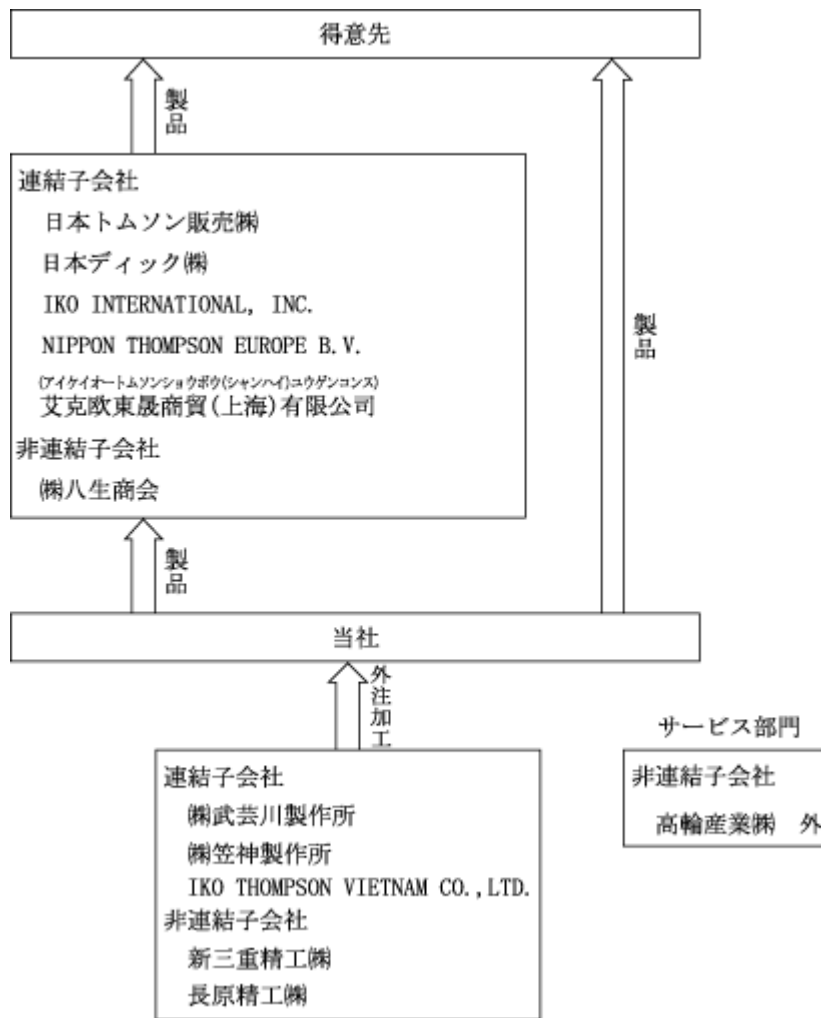 得意先
製品
製品
連結子会社
日本トムソン販売㈱
日本ディック㈱
IKO INTERNATIONAL, INC.
NIPPON THOMPSON EUROPE B.V.
(アイケイオートムソンショウボウ(シャンハイ)ユウゲンコンス)
艾克欧東晟商貿(上海)有限公司
非連結子会社
㈱八生商会
製品
当社
外注加工
連結子会社
㈱武芸川製作所
㈱笠神製作所
IKO THOMPSON VIETNAM CO.,LTD.
非連結子会社
新三重精工㈱
長原精工㈱
サービス部門
非連結子会社
高輪産業㈱　外